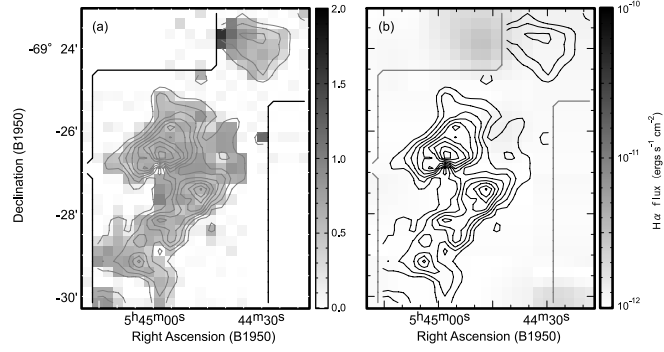 (a)
(b)
-69° 24'
-26'
-28'
-30'
Declination (B1950)
5h45m00s
44m30s
Right Ascension (B1950)
2.0
1.5
1.0
0.5
0.0
5h45m00s
44m30s
Right Ascension (B1950)
10-10
10-11
10-12
Hα flux (ergs s-1 cm-2)